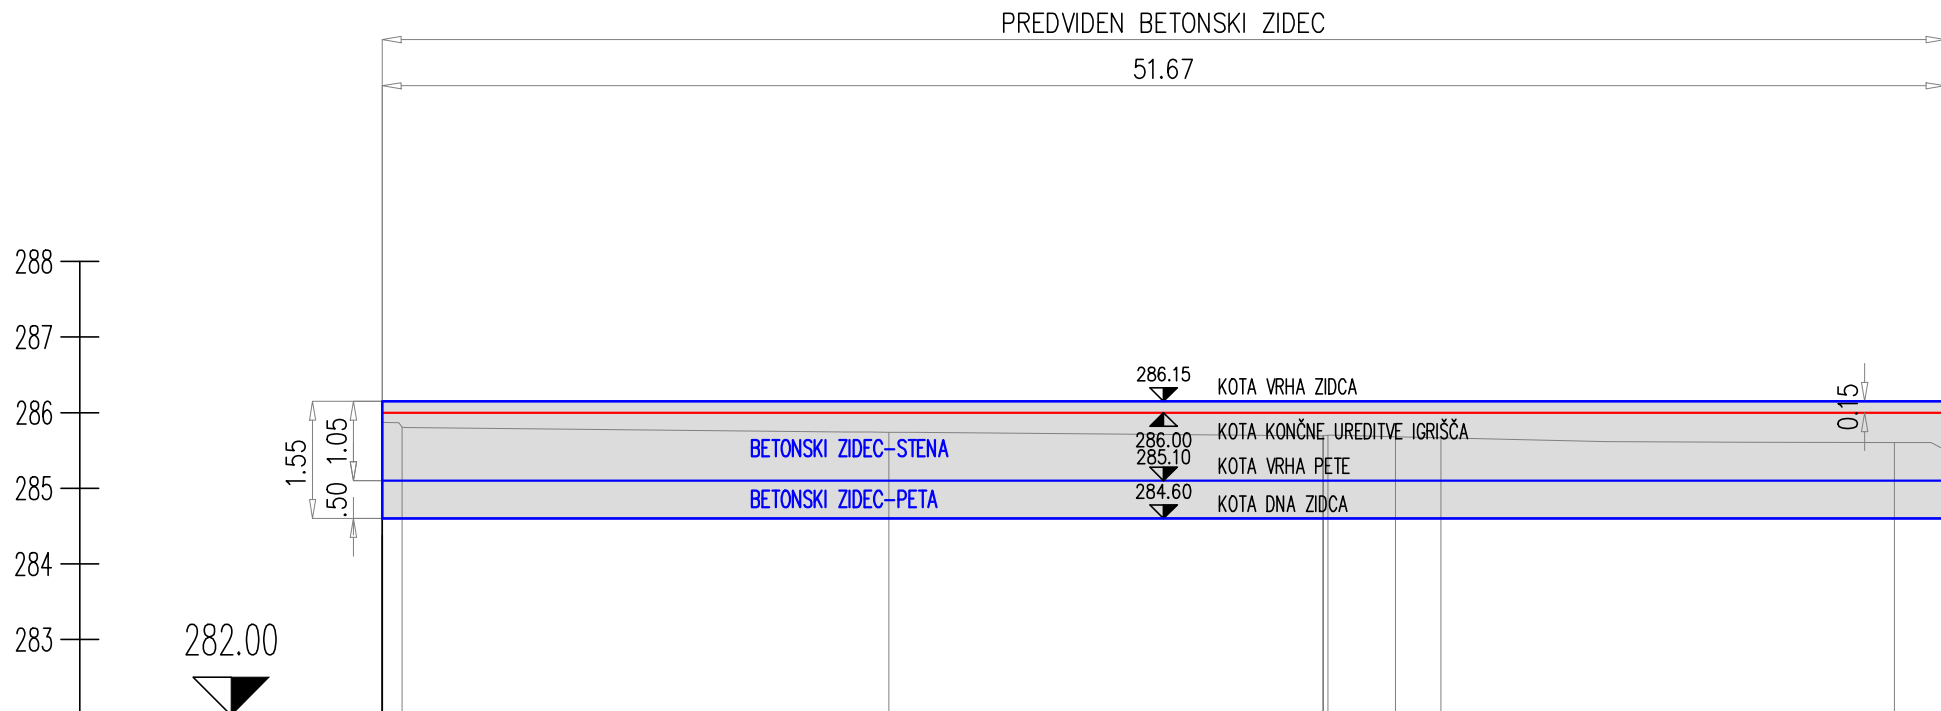 PREDVIDEN BETONSKI ZIDEC
51.67
288
287
286
285
284
283
282.00
1.55
1.05
.50
286.15 KOTA VRHA ZIDCA
0.15
286.00 KOTA KONČNE UREDITVE IGRIŠČA
BETONSKI ZIDEC-STENA
285.10 KOTA VRHA PETE
BETONSKI ZIDEC-PETA
284.60 KOTA DNA ZIDCA